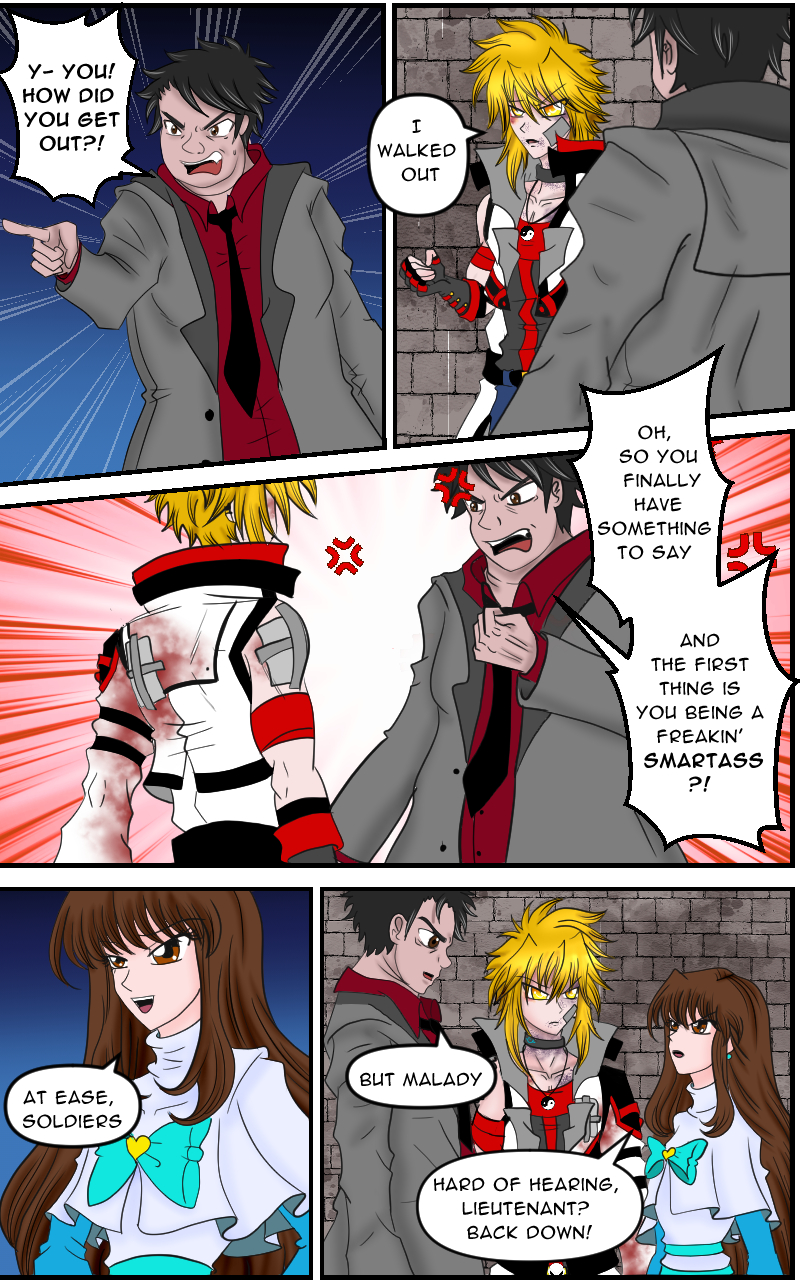 Y- YOU!
HOW DID
YOU GET
OUT?!
I
WALKED
OUT
OH,
SO YOU
FINALLY
HAVE
SOMETHING
TO SAY
AND
THE FIRST
THING IS
YOU BEING A
FREAKIN'
SMARTASS
?!
AT EASE,
SOLDIERS
BUT MALADY
HARD OF HEARING,
LIEUTENANT?
BACK DOWN!